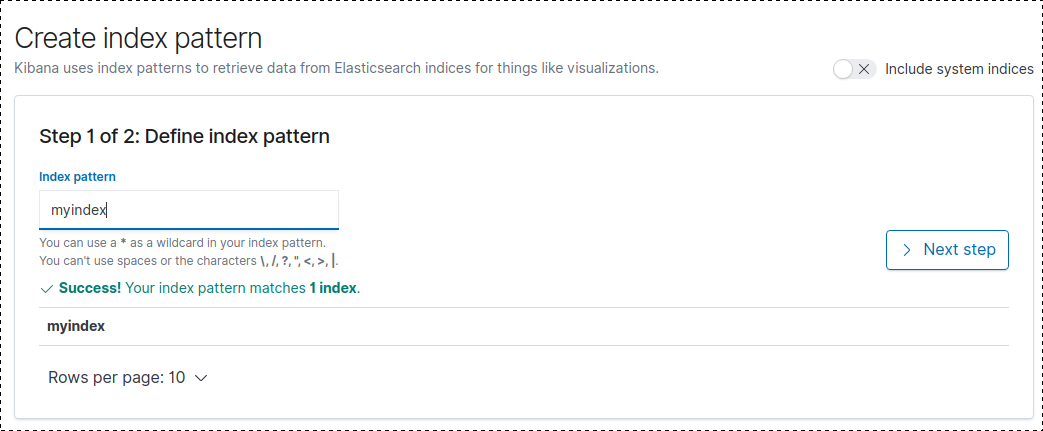 Create index pattern
Kibana uses index patterns to retrieve data from Elasticsearch indices for things like visualizations.
Include system indices
Step 1 of 2: Define index pattern
Index pattern
myindex
You can use a * as a wildcard in your index pattern.
You can't use spaces or the characters \, /, ?, ", <, >, |.
Next step
Success! Your index pattern matches 1 index.
myindex
Rows per page: 10